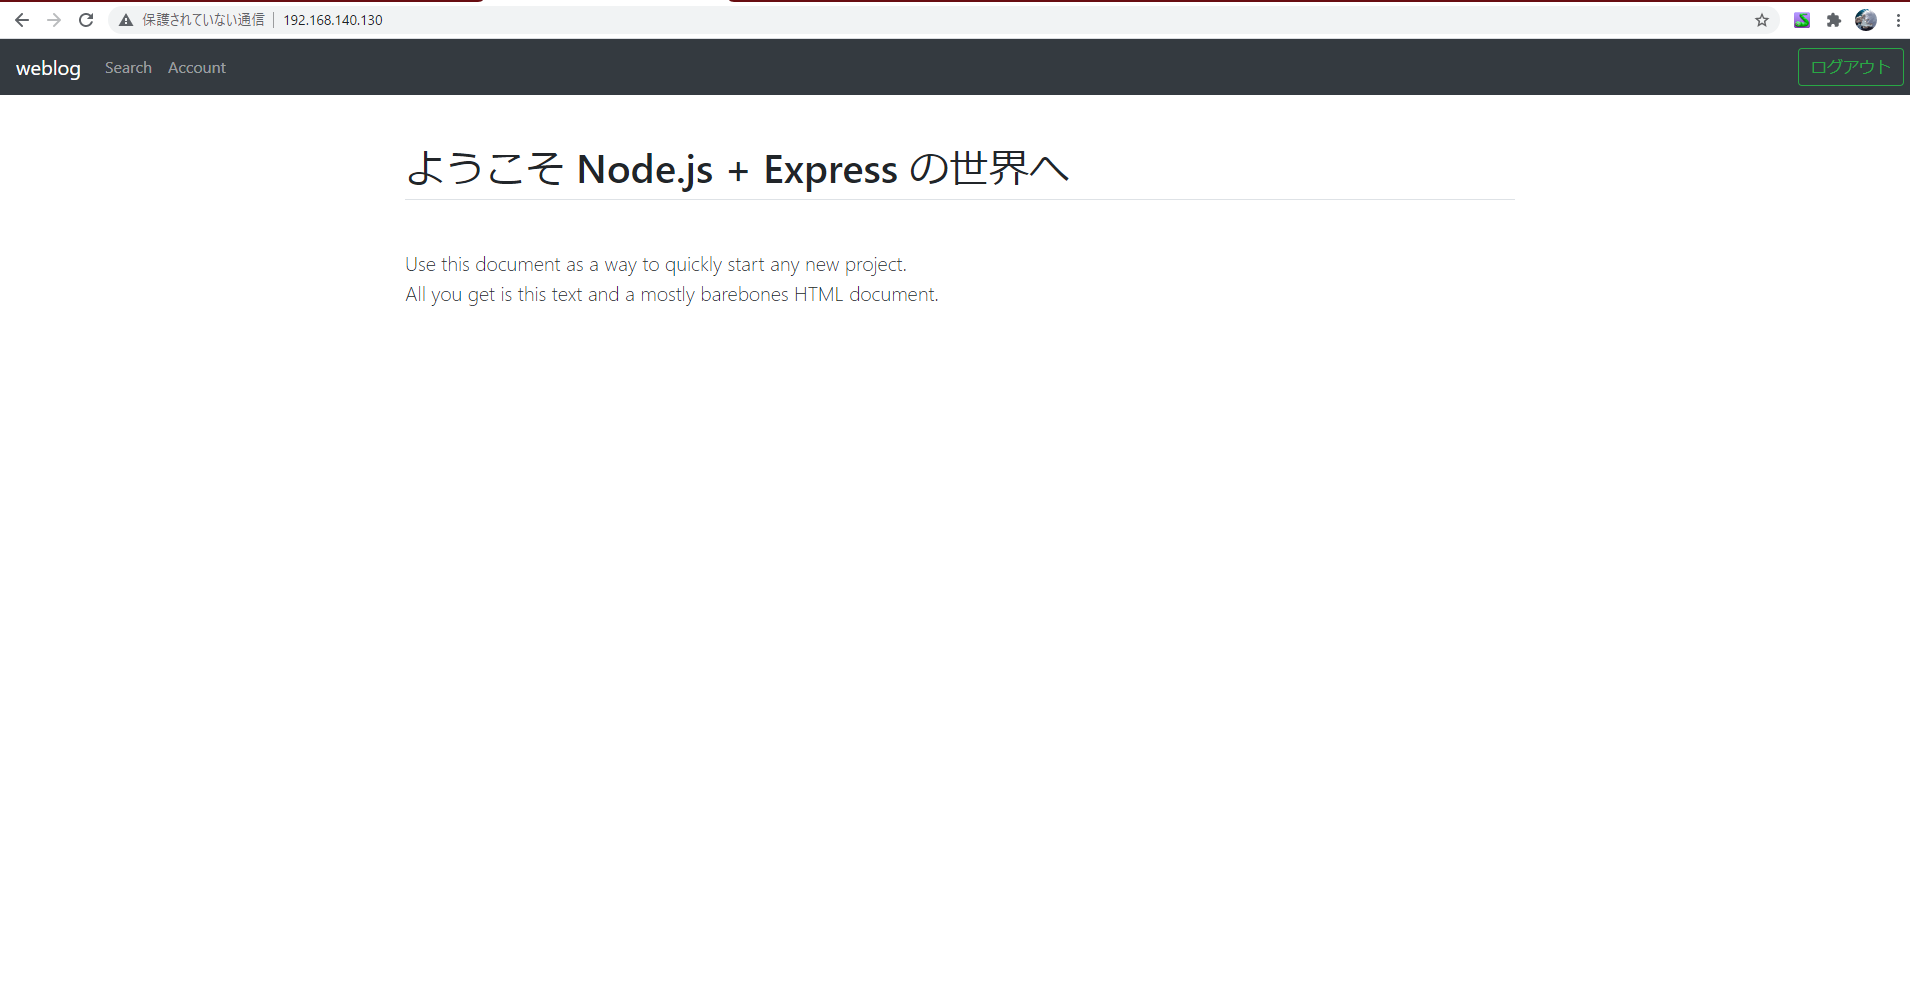 保護されていない通信 192.168.140.130
weblog Search Account ログアウト
ようこそ Node.js + Express の世界へ
Use this document as a way to quickly start any new project.
All you get is this text and a mostly barebones HTML document.